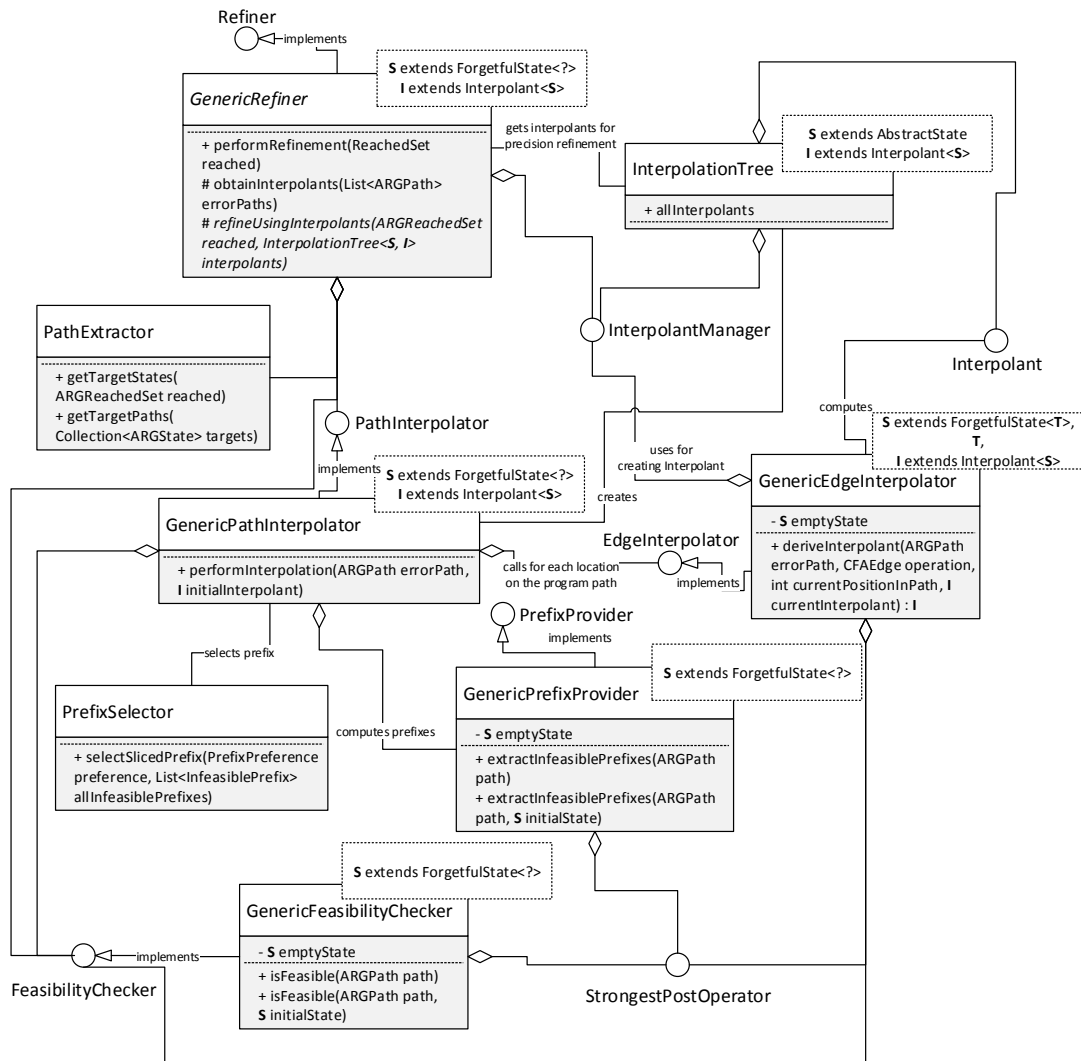 Refiner
implements
S extends ForgetfulState<?>
I extends Interpolant<S>
GenericRefiner
+ performRefinement(ReachedSet
reached)
# obtainInterpolants(List<ARGPath>
errorPaths)
# refineUsingInterpolants(ARGReachedSet
reached, InterpolationTree<S, I>
interpolants)
gets interpolants for
precision refinement
S extends AbstractState
I extends Interpolant<S>
InterpolationTree
+ allInterpolants
PathExtractor
+ getTargetStates(
ARGReachedSet reached)
+ getTargetPaths(
Collection<ARGState> targets)
InterpolantManager
Interpolant
PathInterpolator
implements
computes
S extends ForgetfulState<T>,
T,
I extends Interpolant<S>
S extends ForgetfulState<?>
I extends Interpolant<S>
uses for
creating Interpolant
GenericEdgeInterpolator
- S emptyState
+ deriveInterpolant(ARGPath
errorPath, CFAEdge operation,
int currentPositionInPath, I
currentInterpolant) : I
creates
GenericPathInterpolator
+ performInterpolation(ARGPath errorPath,
I initialInterpolant)
EdgeInterpolator
calls for each location
on the program path
implements
PrefixProvider
implements
selects prefix
S extends ForgetfulState<?>
GenericPrefixProvider
- S emptyState
+ extractInfeasiblePrefixes(ARGPath
path)
+ extractInfeasiblePrefixes(ARGPath
path, S initialState)
PrefixSelector
+ selectSlicedPrefix(PrefixPreference
preference, List<InfeasiblePrefix>
allInfeasiblePrefixes)
computes prefixes
S extends ForgetfulState<?>
GenericFeasibilityChecker
- S emptyState
+ isFeasible(ARGPath path)
+ isFeasible(ARGPath path,
S initialState)
implements
FeasibilityChecker
StrongestPostOperator